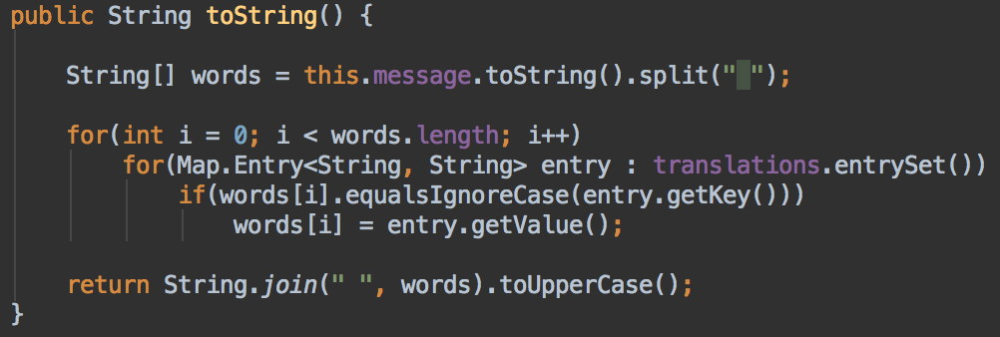 public String toString() {
String[] words = this.message.toString().split(" ");
for(int i = 0; i < words.length; i++)
for(Map.Entry<String, String> entry : translations.entrySet())
if(words[i].equalsIgnoreCase(entry.getKey()))
words[i] = entry.getValue();
return String.join(" ", words).toUpperCase();
}